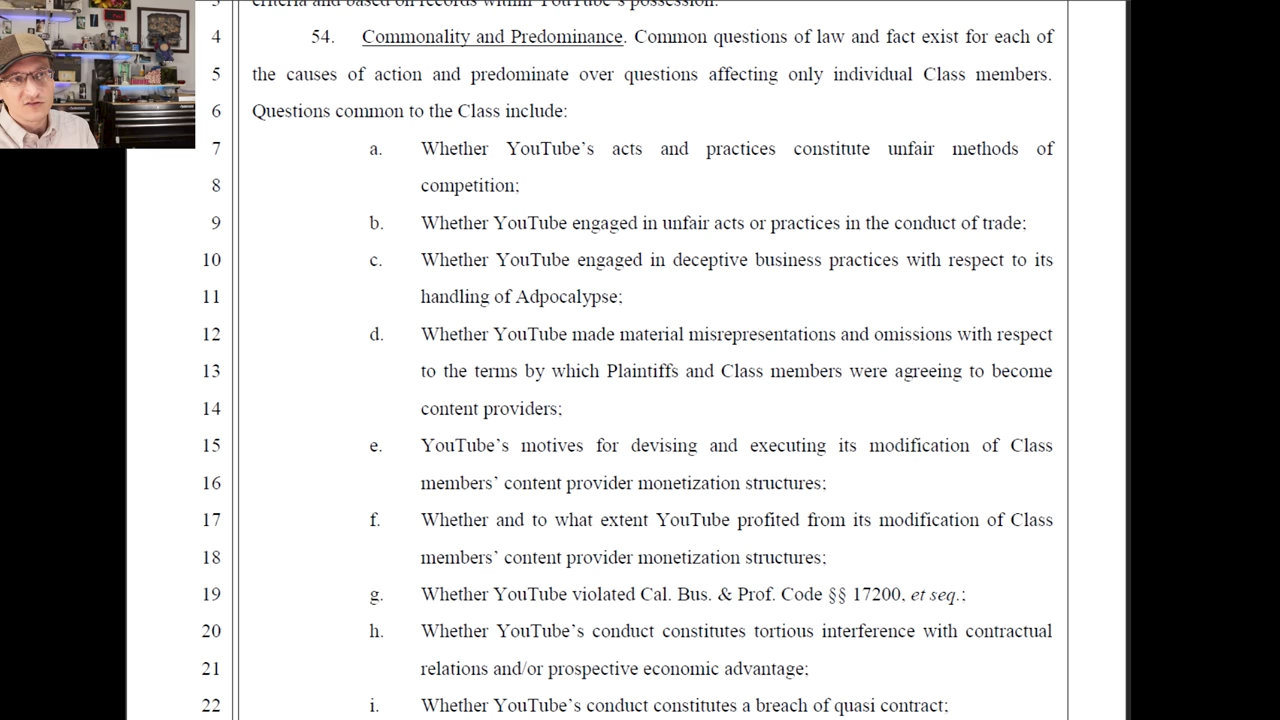 3 criteria and based on records within YouTube's possession.
4 54. Commonality and Predominance. Common questions of law and fact exist for each of
5 the causes of action and predominate over questions affecting only individual Class members.
6 Questions common to the Class include:
7 a. Whether YouTube's acts and practices constitute unfair methods of
8 competition;
9 b. Whether YouTube engaged in unfair acts or practices in the conduct of trade;
10 c. Whether YouTube engaged in deceptive business practices with respect to its
11 handling of Adpocalypse;
12 d. Whether YouTube made material misrepresentations and omissions with respect
13 to the terms by which Plaintiffs and Class members were agreeing to become
14 content providers;
15 e. YouTube's motives for devising and executing its modification of Class
16 members' content provider monetization structures;
17 f. Whether and to what extent YouTube profited from its modification of Class
18 members' content provider monetization structures;
19 g. Whether YouTube violated Cal. Bus. & Prof. Code §§ 17200, et seq.;
20 h. Whether YouTube's conduct constitutes tortious interference with contractual
21 relations and/or prospective economic advantage;
22 i. Whether YouTube's conduct constitutes a breach of quasi contract;